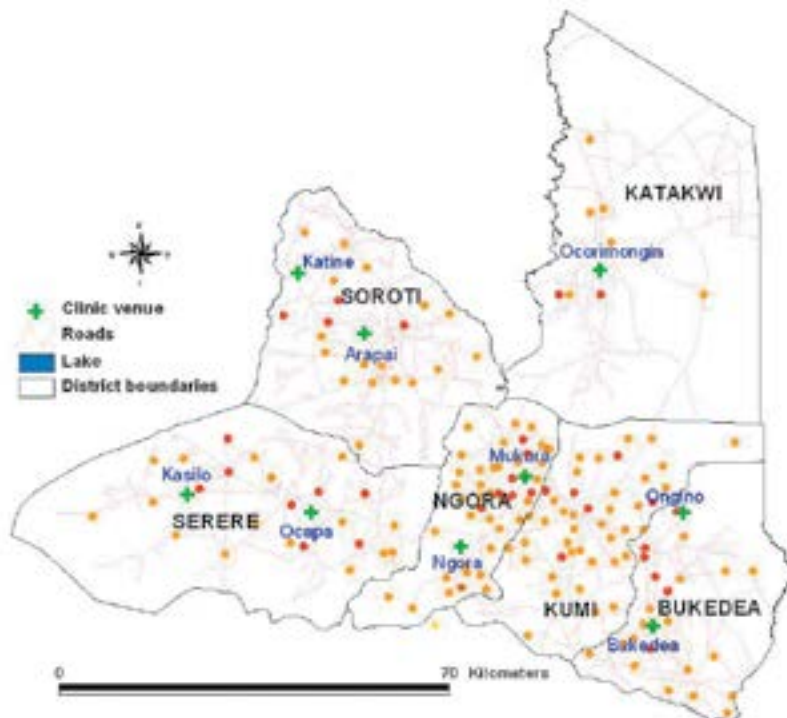 KATAKWI
Ocorimongin
Katine
SOROTI
Clinic venue
Roads
Arapai
Lake
District boundaries
Mukura
Kasilo
NGORA
Ongino
SERERE
Ocapa
Ngora
KUMI
BUKEDEA
Bukedea
0 70 Kilometers